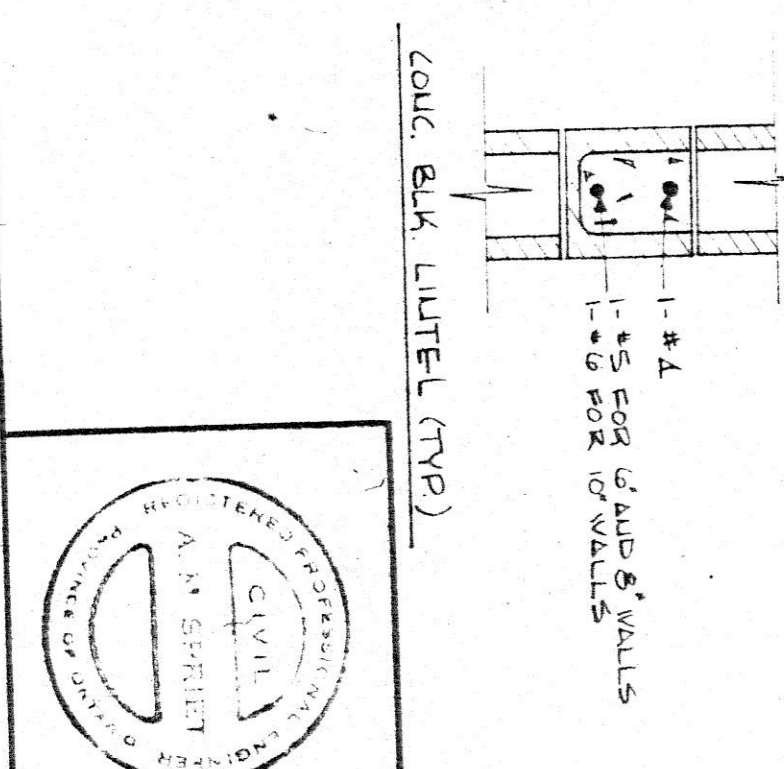 1- #4
1- #5 FOR 6" AND 8" WALLS
1- #6 FOR 10" WALLS
CONC. BLK. LINTEL (TYP.)
REGISTERED PROFESSIONAL ENGINEER
CIVIL
PROVINCE OF ONTARIO